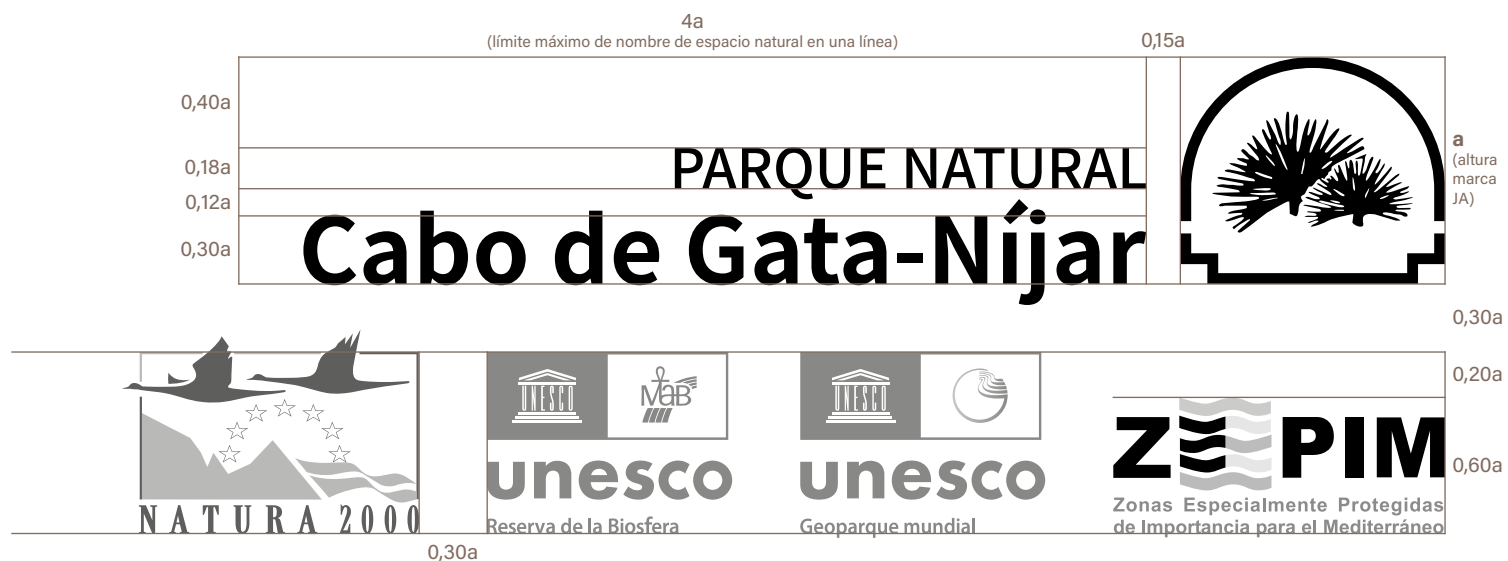 4a
(límite máximo de nombre de espacio natural en una línea)
0,15a
0,40a
a
(altura
marca
JA)
0,18a
PARQUE NATURAL
0,12a
0,30a
Cabo de Gata-Níjar
0,30a
0,20a
UNESCO
MaB
UNESCO
ZEPIM
0,60a
unesco
unesco
Zonas Especialmente Protegidas
de Importancia para el Mediterráneo
NATURA 2000
Reserva de la Biosfera
Geoparque mundial
0,30a